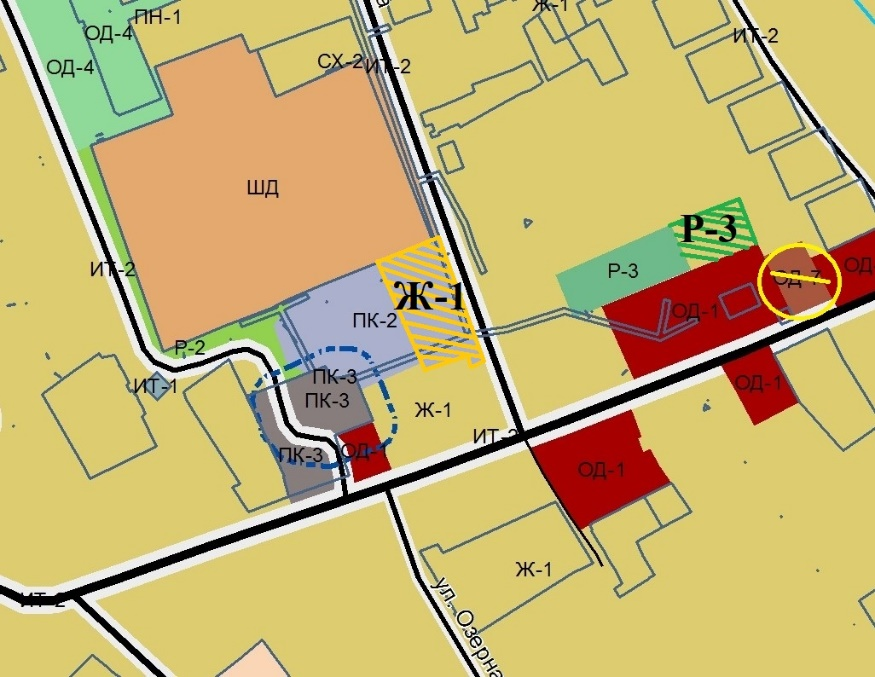 Ж-1
ПН-1
ОД-4
ИТ-2
СХ-2
ИТ-2
ОД-4
ШД
Р-3
ОД
ИТ-2
Р-3
ОД-7
Ж-1
ОД-1
ПК-2
Р-2
ПК-3
ОД-1
ИТ-1
ПК-3
Ж-1
ИТ-2
ОД-1
ПК-3
ОД-1
Ж-1
ИТ-2
ул. Озерна